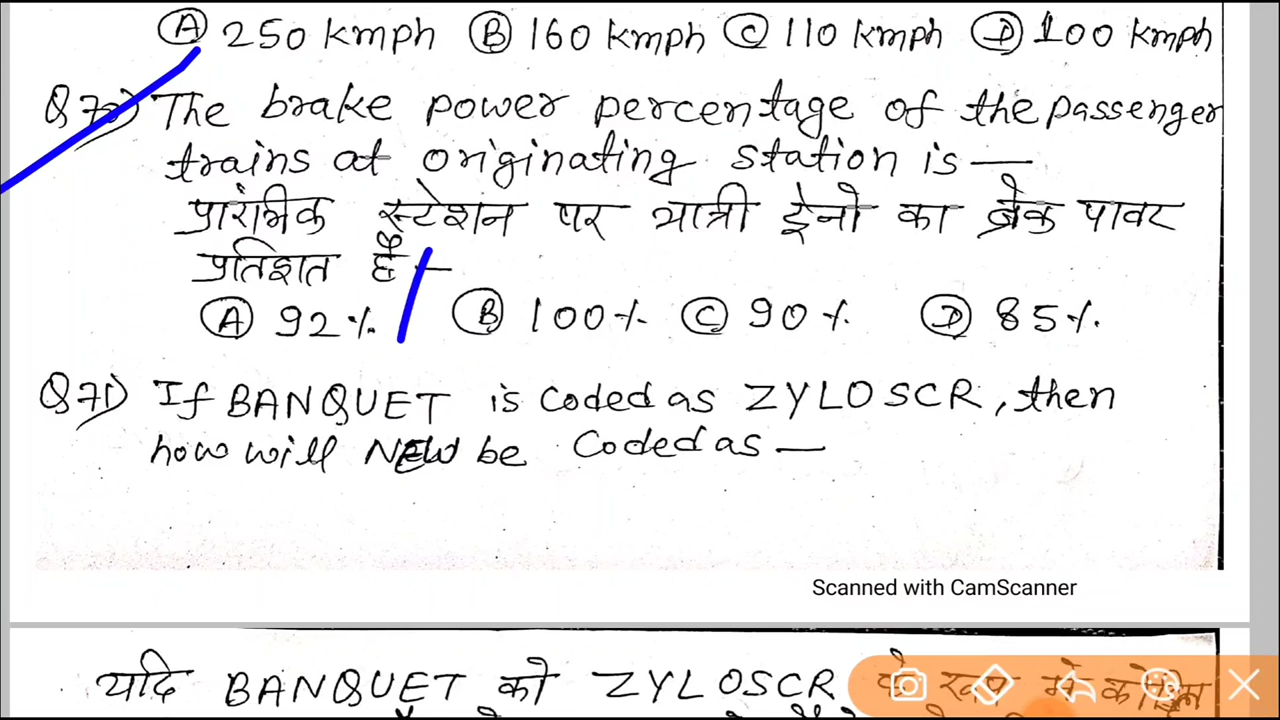 (A) 250 kmph (B) 160 kmph (C) 110 kmph (D) 100 kmph
Q70) The brake power percentage of the passenger
trains at originating station is —
प्रारंभिक स्टेशन पर यात्री ट्रेनो का ब्रेक पावर
प्रतिशत है —
(A) 92% (B) 100% (C) 90% (D) 85%
Q71) If BANQUET is coded as ZYLOSCR, then
how will NEW be coded as —
Scanned with CamScanner
यदि BANQUET को ZYLOSCR के रूप मे